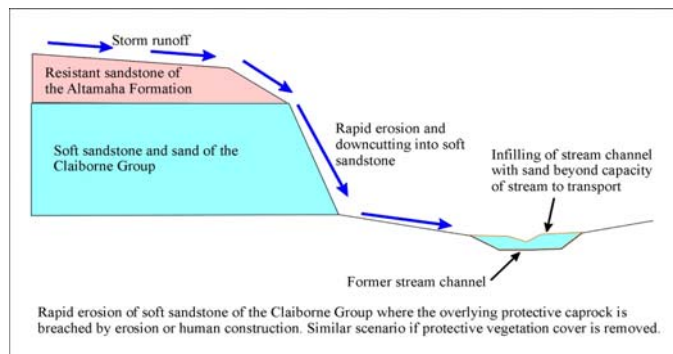 Storm runoff
Resistant sandstone of
the Altamaha Formation
Soft sandstone and sand of the
Claiborne Group
Rapid erosion and
downcutting into soft
sandstone
Infilling of stream channel
with sand beyond capacity
of stream to transport
Former stream channel
Rapid erosion of soft sandstone of the Claiborne Group where the overlying protective caprock is
breached by erosion or human construction. Similar scenario if protective vegetation cover is removed.